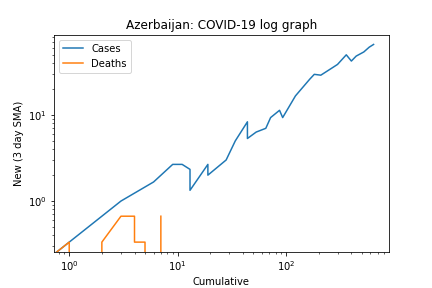 Azerbaijan: COVID-19 log graph
Cases
Deaths
New (3 day SMA)
10¹
10⁰
10⁰ 10¹ 10²
Cumulative